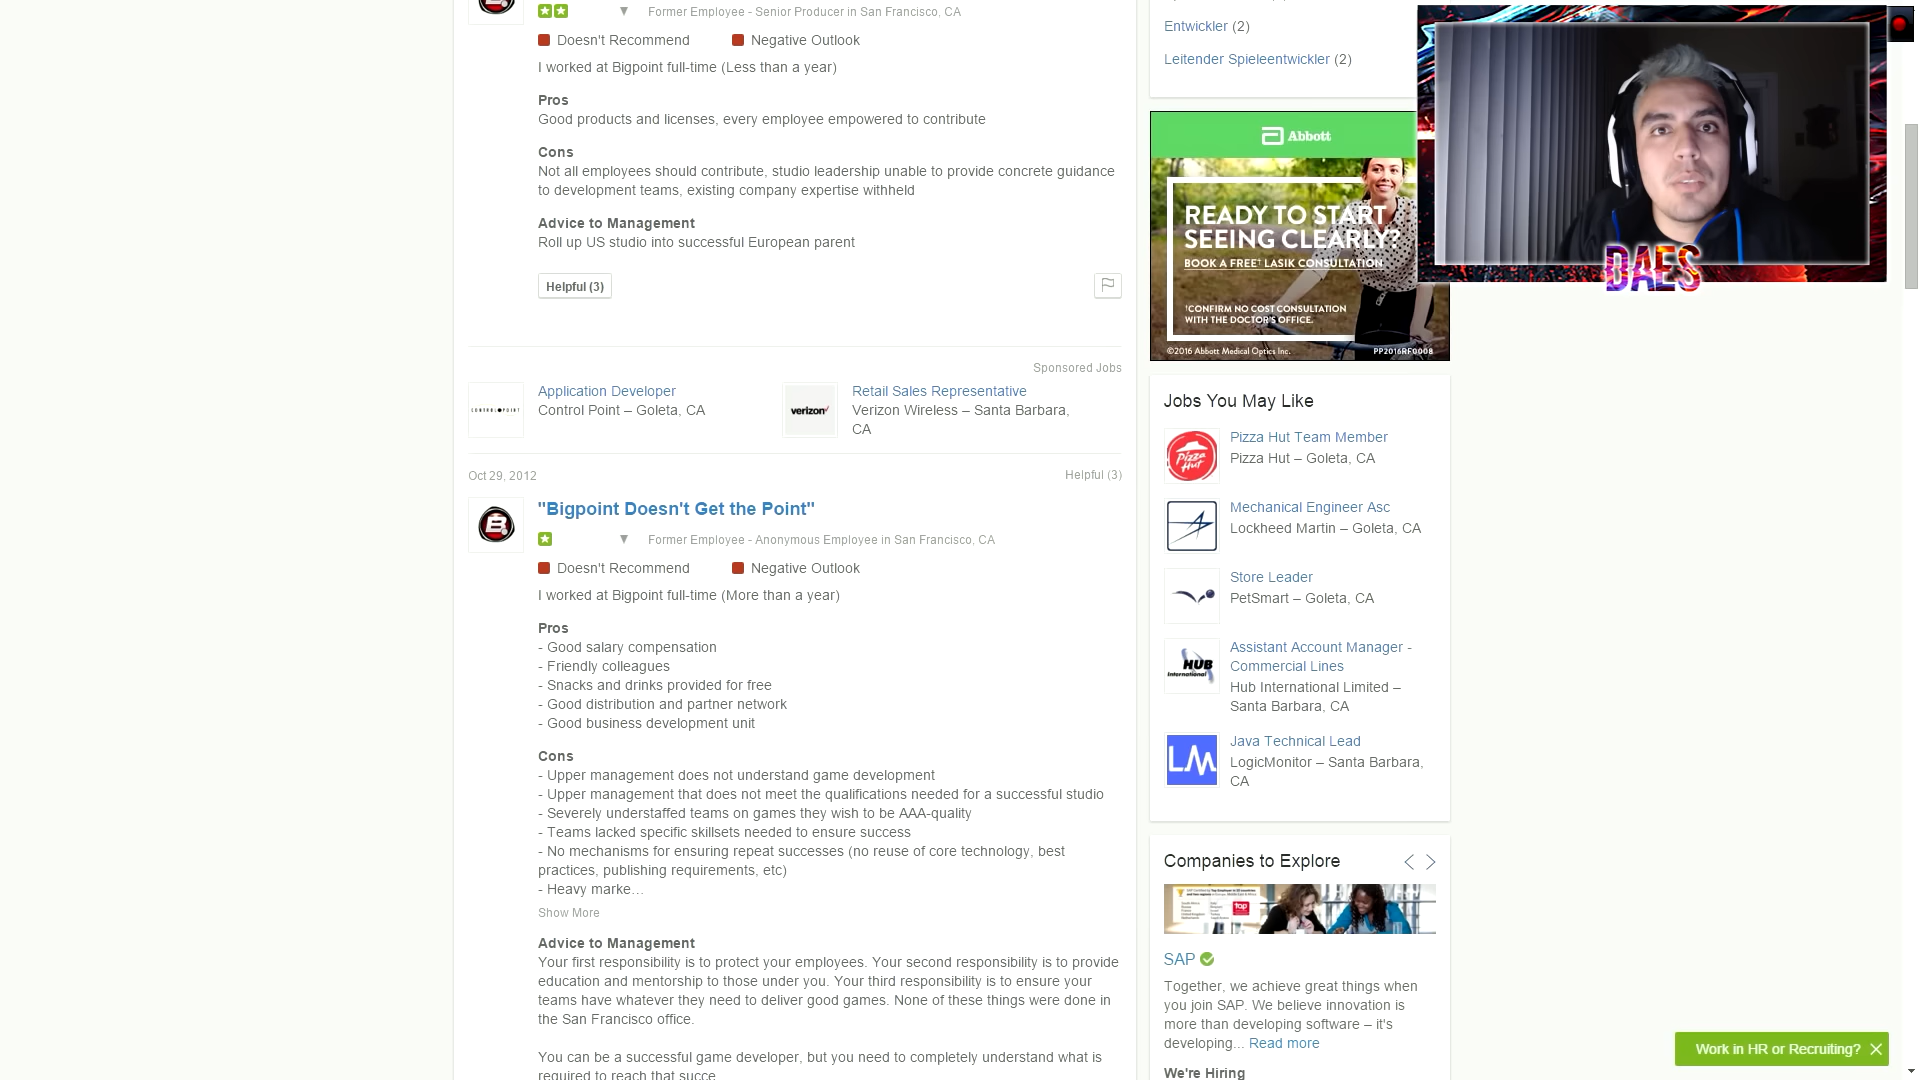 Former Employee - Senior Producer in San Francisco, CA
Doesn't Recommend
Negative Outlook
I worked at Bigpoint full-time (Less than a year)
Pros
Good products and licenses, every employee empowered to contribute
Cons
Not all employees should contribute, studio leadership unable to provide concrete guidance
to development teams, existing company expertise withheld
Advice to Management
Roll up US studio into successful European parent
Helpful (3)
Sponsored Jobs
CONTROL POINT
Application Developer
Control Point – Goleta, CA
verizon
Retail Sales Representative
Verizon Wireless – Santa Barbara,
CA
Oct 29, 2012
Helpful (3)
B.
"Bigpoint Doesn't Get the Point"
Former Employee - Anonymous Employee in San Francisco, CA
Doesn't Recommend
Negative Outlook
I worked at Bigpoint full-time (More than a year)
Pros
- Good salary compensation
- Friendly colleagues
- Snacks and drinks provided for free
- Good distribution and partner network
- Good business development unit
Cons
- Upper management does not understand game development
- Upper management that does not meet the qualifications needed for a successful studio
- Severely understaffed teams on games they wish to be AAA-quality
- Teams lacked specific skillsets needed to ensure success
- No mechanisms for ensuring repeat successes (no reuse of core technology, best
practices, publishing requirements, etc)
- Heavy marke…
Show More
Advice to Management
Your first responsibility is to protect your employees. Your second responsibility is to provide
education and mentorship to those under you. Your third responsibility is to ensure your
teams have whatever they need to deliver good games. None of these things were done in
the San Francisco office.
You can be a successful game developer, but you need to completely understand what is
required to reach that succe
Entwickler (2)
Leitender Spieleentwickler (2)
Abbott
READY TO START
SEEING CLEARLY?
BOOK A FREE† LASIK CONSULTATION
†CONFIRM NO COST CONSULTATION
WITH THE DOCTOR'S OFFICE.
©2016 Abbott Medical Optics Inc.
PP2016RF0008
DAES
Jobs You May Like
Pizza Hut
Pizza Hut Team Member
Pizza Hut – Goleta, CA
Mechanical Engineer Asc
Lockheed Martin – Goleta, CA
Store Leader
PetSmart – Goleta, CA
HUB
International
Assistant Account Manager -
Commercial Lines
Hub International Limited –
Santa Barbara, CA
LM
Java Technical Lead
LogicMonitor – Santa Barbara,
CA
Companies to Explore
top
SAP
Together, we achieve great things when
you join SAP. We believe innovation is
more than developing software – it's
developing... Read more
We're Hiring
Work in HR or Recruiting?